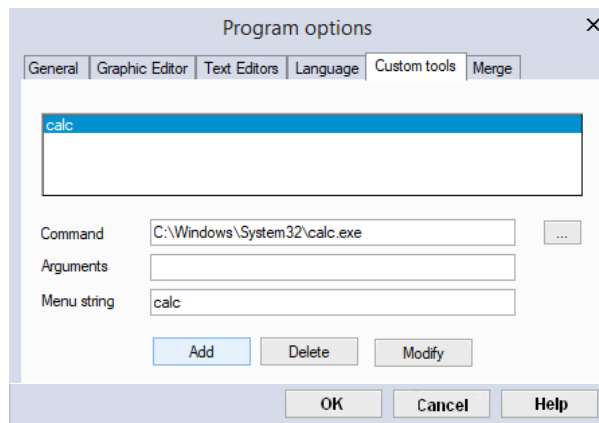 Program options
General Graphic Editor Text Editors Language Custom tools Merge
calc
Command C:\Windows\System32\calc.exe ...
Arguments
Menu string calc
Add Delete Modify
OK Cancel Help